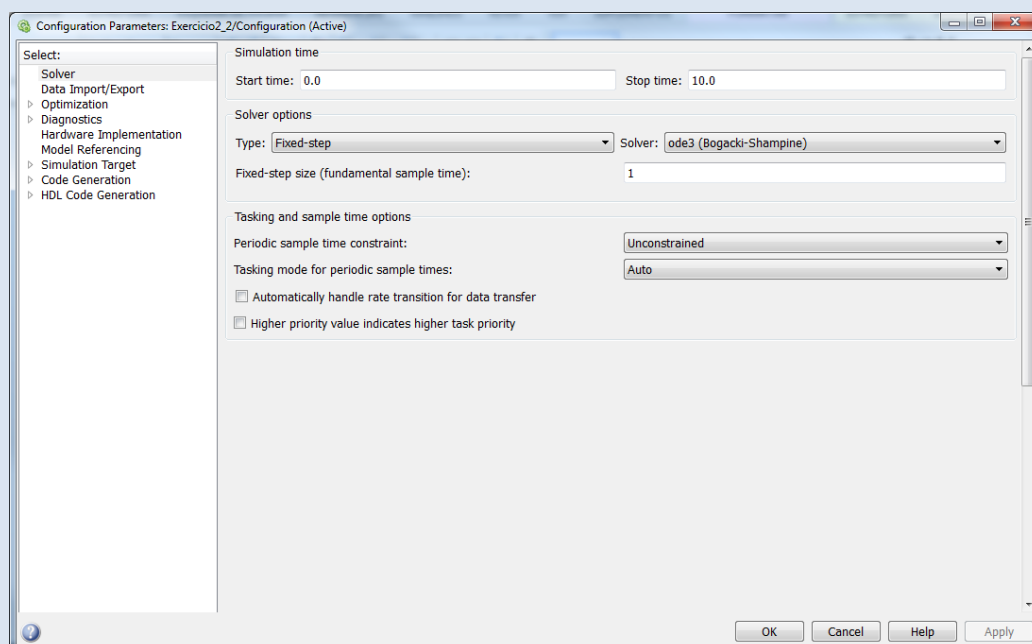 Configuration Parameters: Exercicio2_2/Configuration (Active)
Select:
Solver
Data Import/Export
Optimization
Diagnostics
Hardware Implementation
Model Referencing
Simulation Target
Code Generation
HDL Code Generation
Simulation time
Start time: 0.0 Stop time: 10.0
Solver options
Type: Fixed-step Solver: ode3 (Bogacki-Shampine)
Fixed-step size (fundamental sample time): 1
Tasking and sample time options
Periodic sample time constraint: Unconstrained
Tasking mode for periodic sample times: Auto
Automatically handle rate transition for data transfer
Higher priority value indicates higher task priority
OK Cancel Help Apply